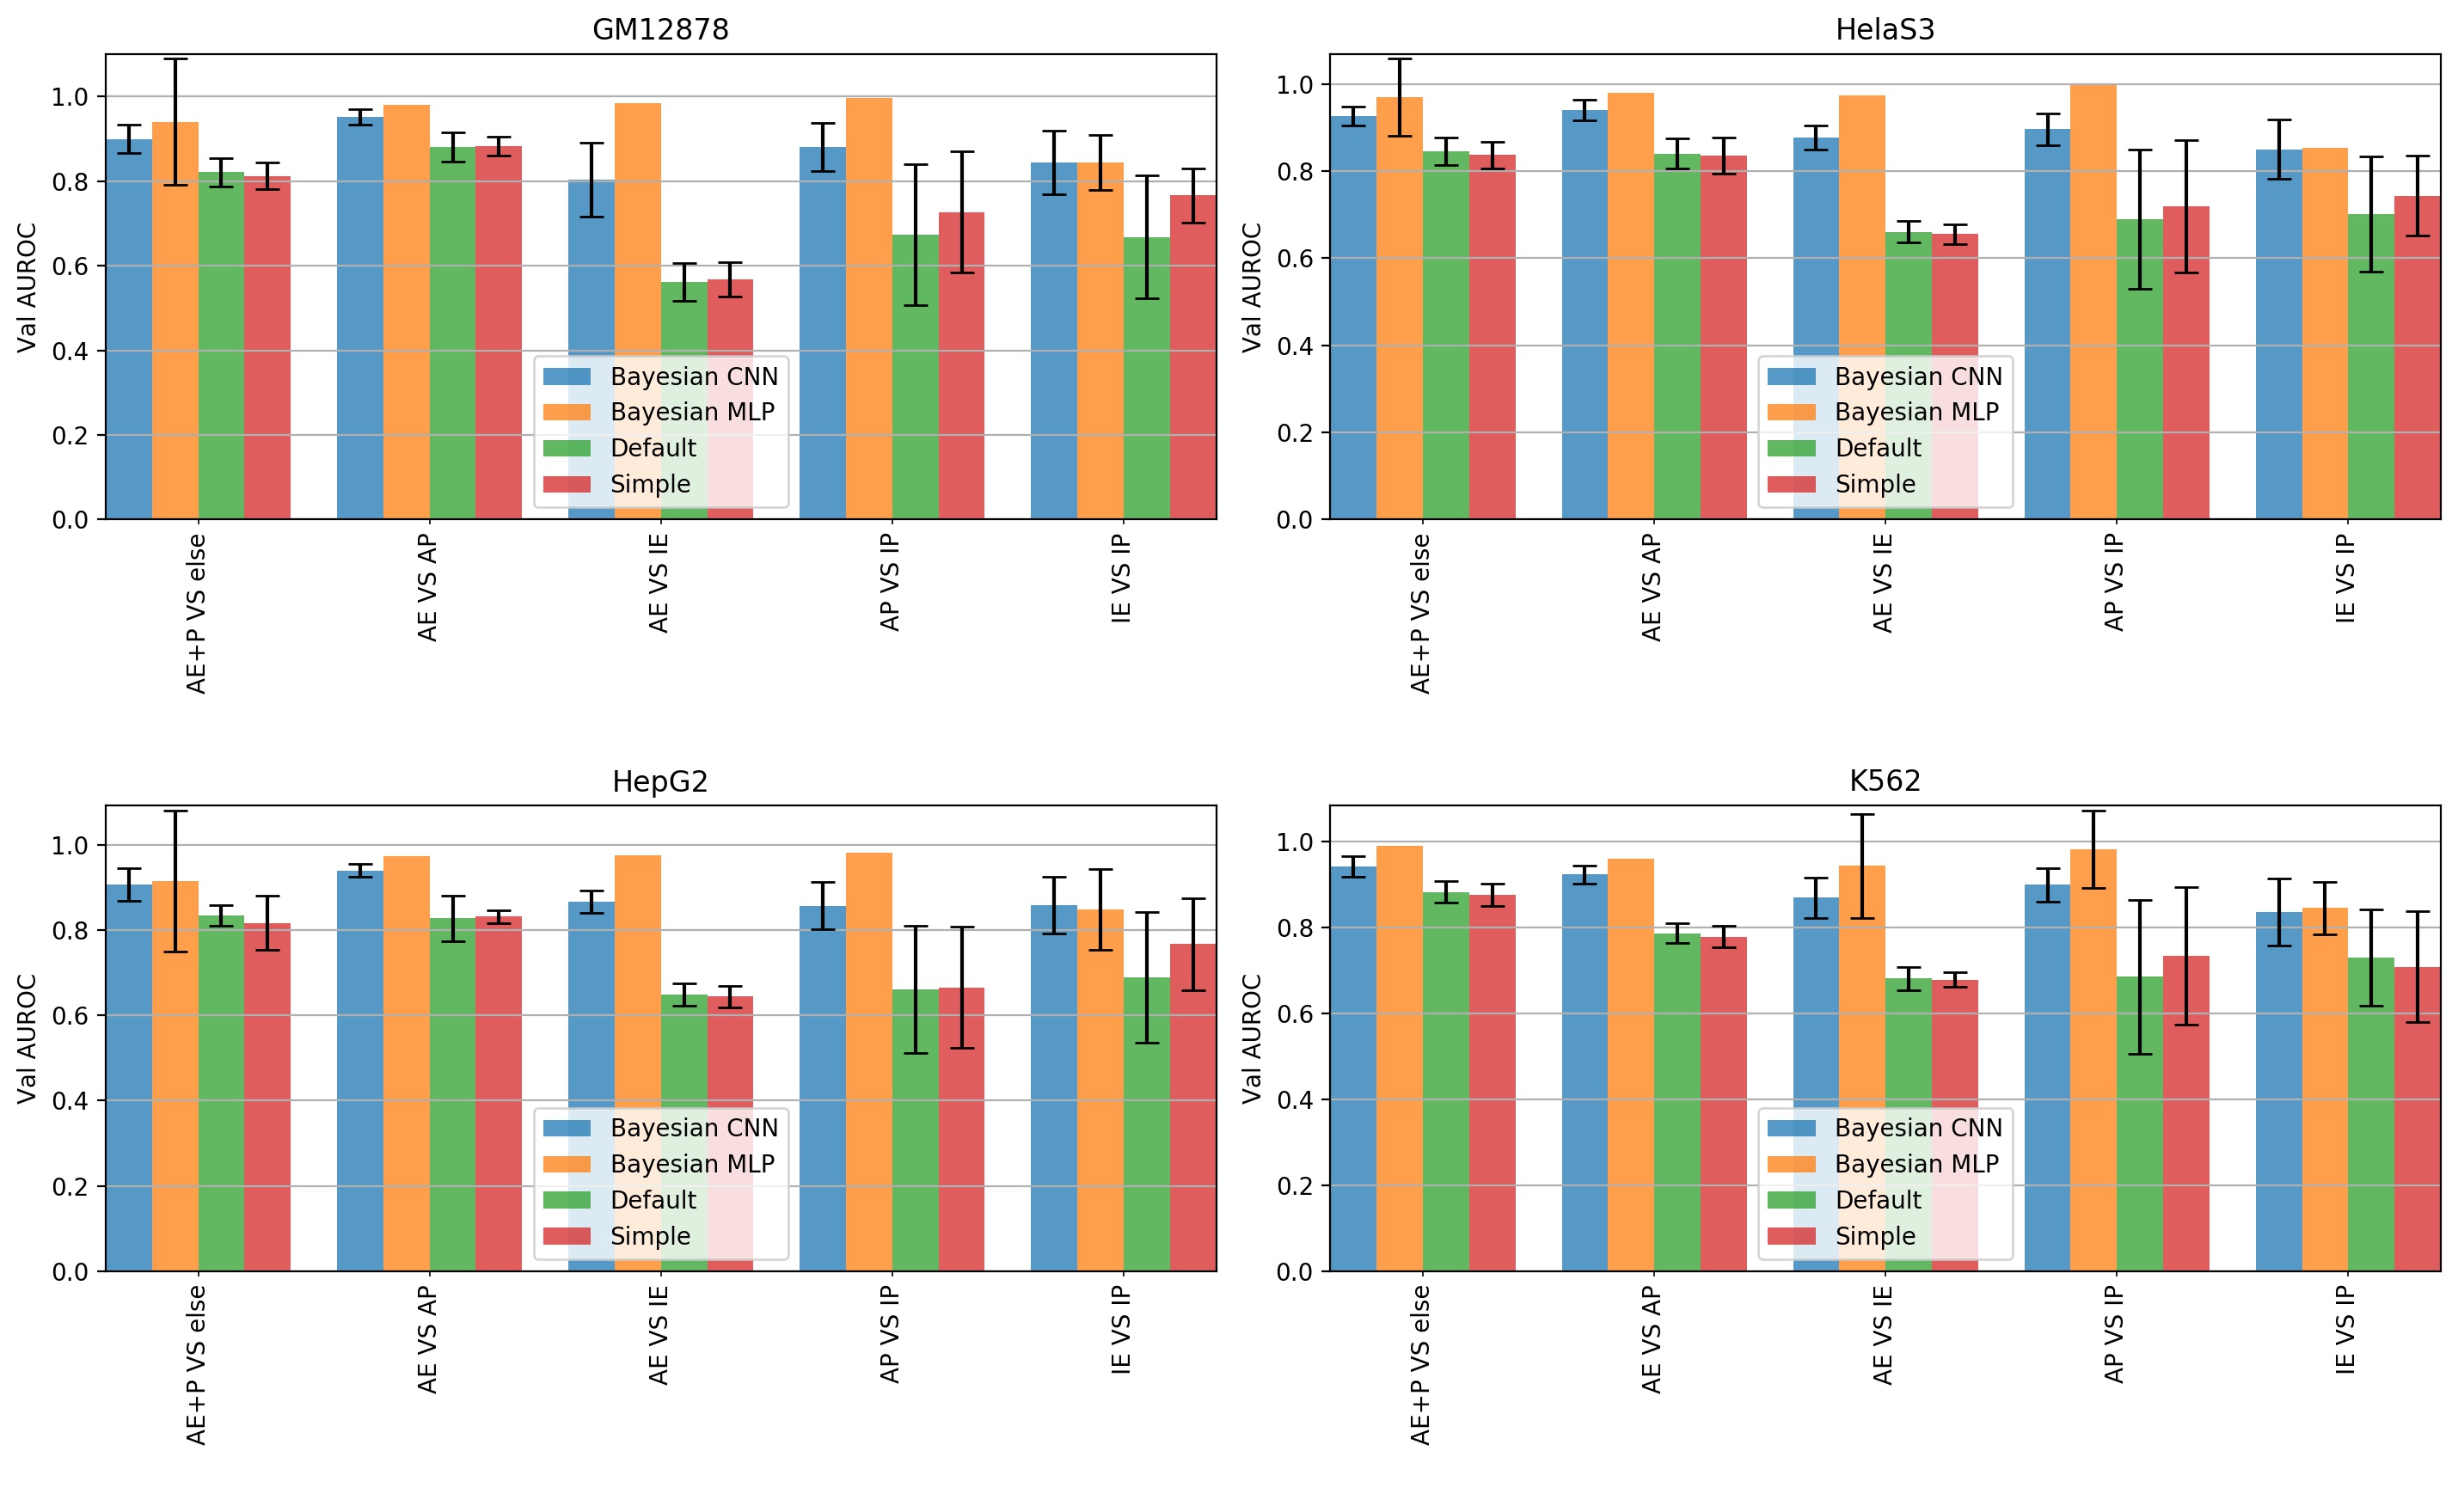 GM12878
Val AUROC
1.0
0.8
0.6
0.4
0.2
0.0
Bayesian CNN
Bayesian MLP
Default
Simple
AE+P VS else
AE VS AP
AE VS IE
AP VS IP
IE VS IP
HelaS3
Val AUROC
1.0
0.8
0.6
0.4
0.2
0.0
Bayesian CNN
Bayesian MLP
Default
Simple
AE+P VS else
AE VS AP
AE VS IE
AP VS IP
IE VS IP
HepG2
Val AUROC
1.0
0.8
0.6
0.4
0.2
0.0
Bayesian CNN
Bayesian MLP
Default
Simple
AE+P VS else
AE VS AP
AE VS IE
AP VS IP
IE VS IP
K562
Val AUROC
1.0
0.8
0.6
0.4
0.2
0.0
Bayesian CNN
Bayesian MLP
Default
Simple
AE+P VS else
AE VS AP
AE VS IE
AP VS IP
IE VS IP